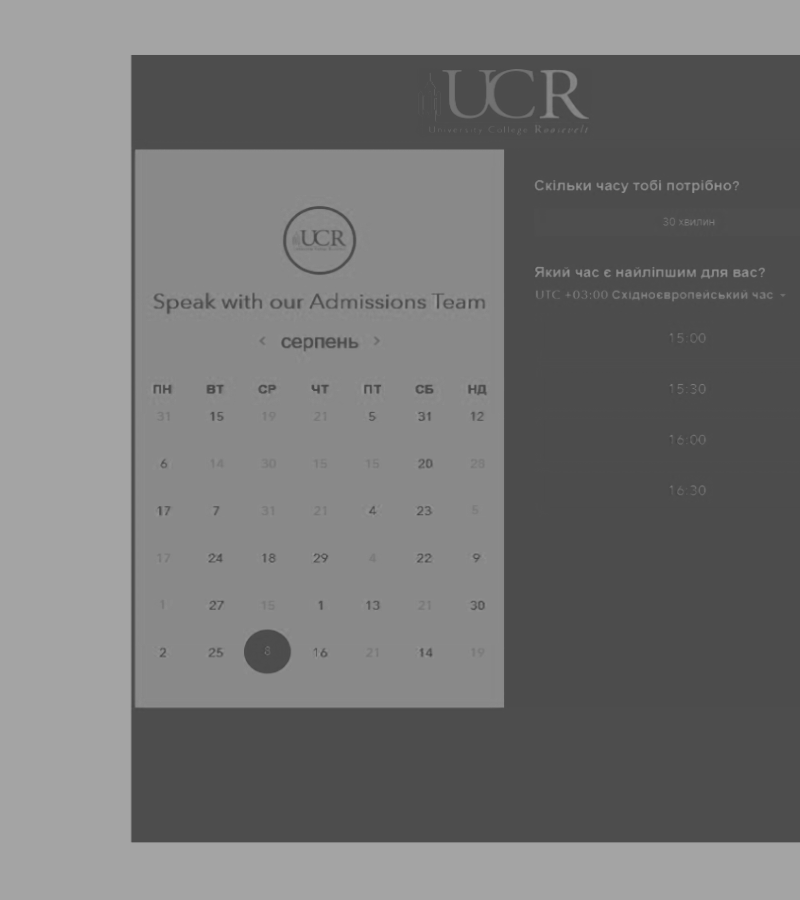 UCR
University College Roosevelt
UCR
Speak with our Admissions Team
< серпень >
ПН ВТ СР ЧТ ПТ СБ НД
31 15 19 21 5 31 12
6 14 30 15 15 20 28
17 7 31 21 4 23 5
17 24 18 29 4 22 9
1 27 15 1 13 21 30
2 25 8 16 21 14 19
Скільки часу тобі потрібно?
30 хвилин
Який час є найліпшим для вас?
UTC +03:00 Східноєвропейський час
15:00
15:30
16:00
16:30